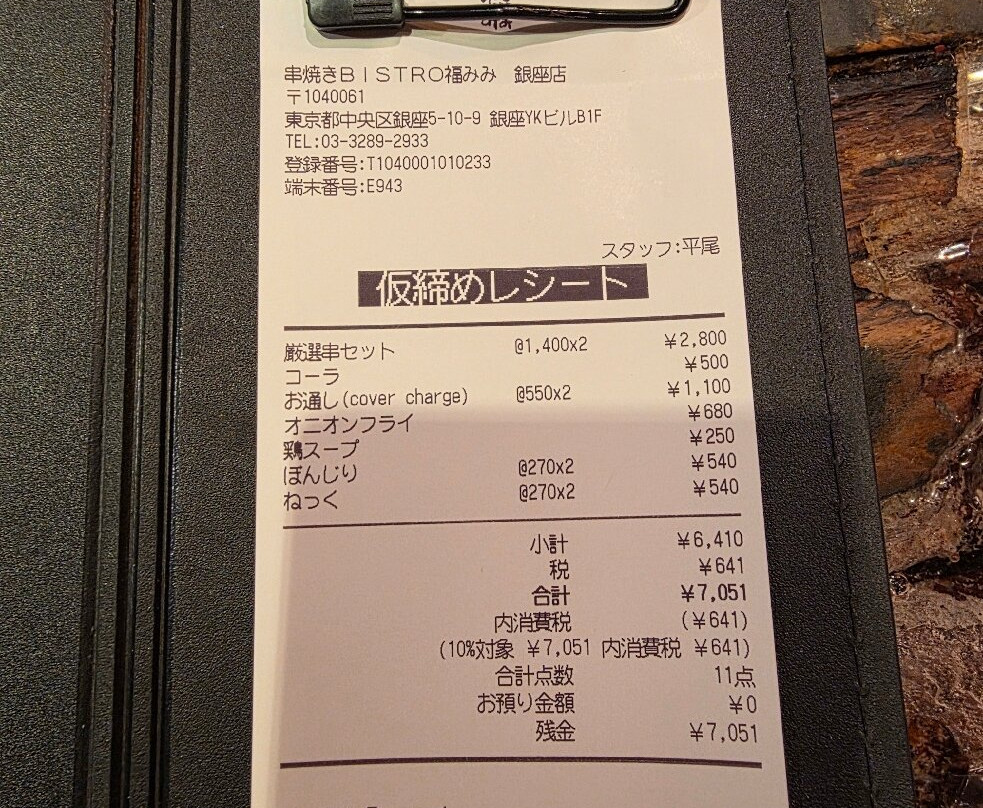 串焼きBISTRO福みみ 銀座店
〒1040061
東京都中央区銀座5-10-9 銀座YKビルB1F
TEL:03-3289-2933
登録番号:T1040001010233
端末番号:E943
スタッフ:平尾
仮締めレシート
厳選串セット @1,400x2 ¥2,800
コーラ ¥500
お通し(cover charge) @550x2 ¥1,100
オニオンフライ ¥680
鶏スープ ¥250
ぼんじり @270x2 ¥540
ねっく @270x2 ¥540
小計 ¥6,410
税 ¥641
合計 ¥7,051
内消費税 (¥641)
(10%対象 ¥7,051 内消費税 ¥641)
合計点数 11点
お預り金額 ¥0
残金 ¥7,051